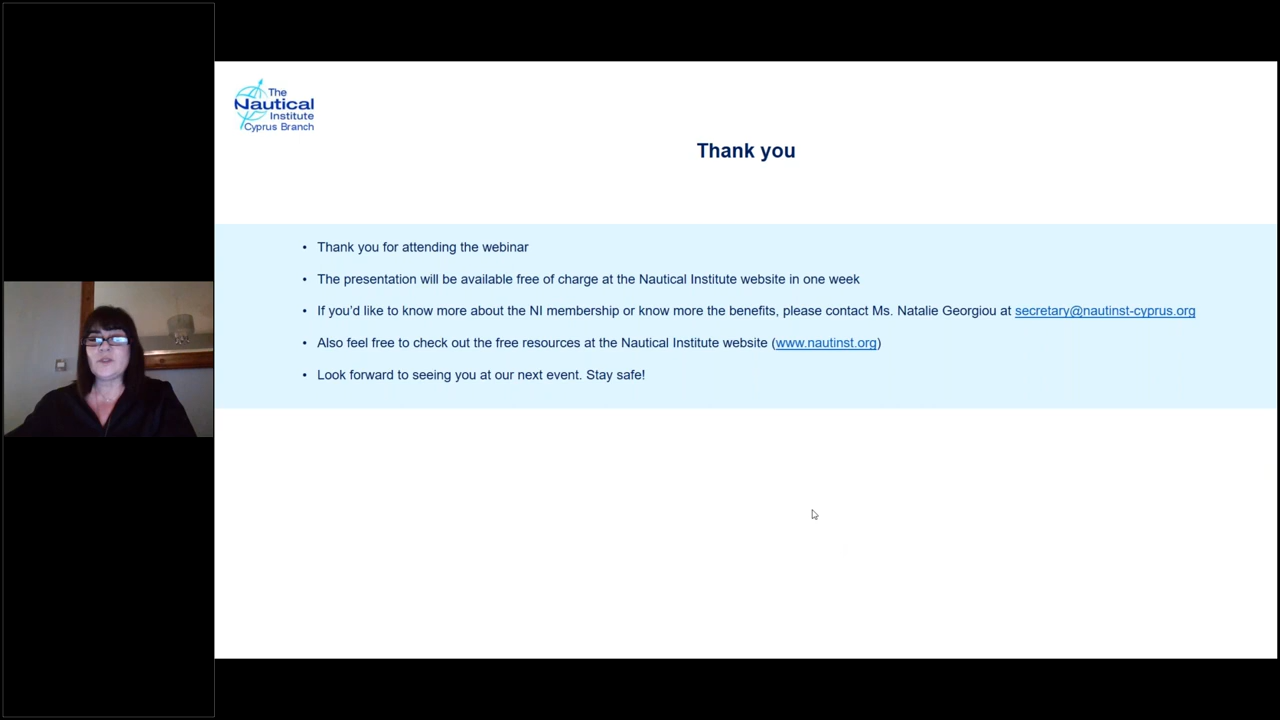 The
Nautical
Institute
Cyprus Branch
Thank you
• Thank you for attending the webinar
• The presentation will be available free of charge at the Nautical Institute website in one week
• If you'd like to know more about the NI membership or know more the benefits, please contact Ms. Natalie Georgiou at secretary@nautinst-cyprus.org
• Also feel free to check out the free resources at the Nautical Institute website (www.nautinst.org)
• Look forward to seeing you at our next event. Stay safe!